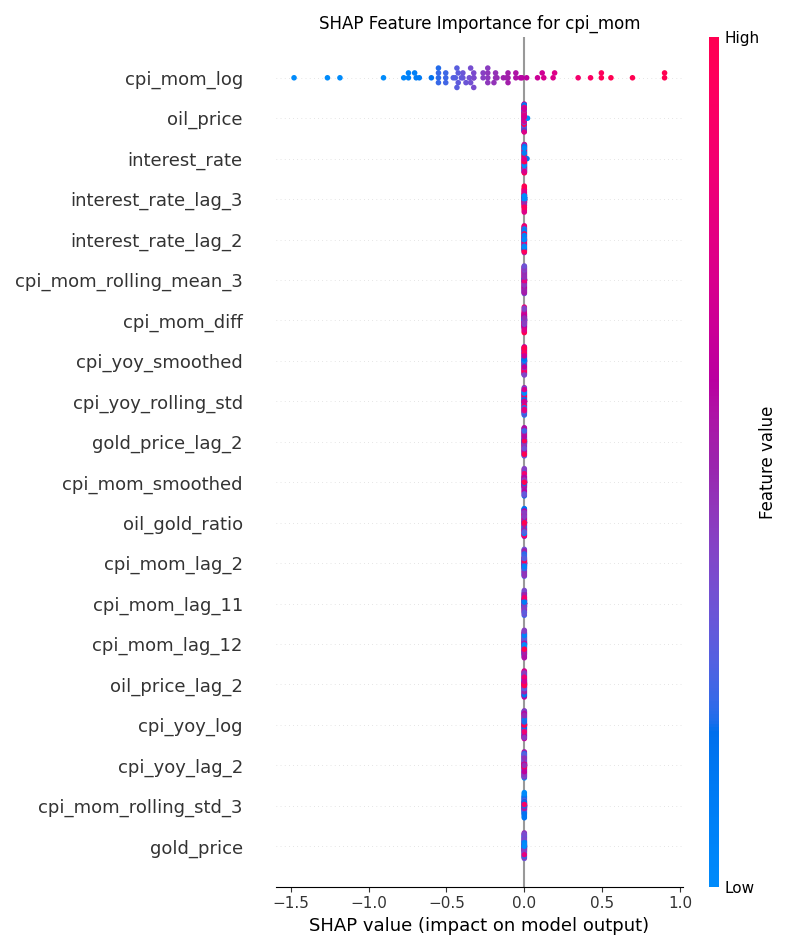 SHAP Feature Importance for cpi_mom
High
cpi_mom_log
oil_price
interest_rate
interest_rate_lag_3
interest_rate_lag_2
cpi_mom_rolling_mean_3
cpi_mom_diff
cpi_yoy_smoothed
cpi_yoy_rolling_std
gold_price_lag_2
cpi_mom_smoothed
oil_gold_ratio
cpi_mom_lag_2
cpi_mom_lag_11
cpi_mom_lag_12
oil_price_lag_2
cpi_yoy_log
cpi_yoy_lag_2
cpi_mom_rolling_std_3
gold_price
Feature value
Low
−1.5 −1.0 −0.5 0.0 0.5 1.0
SHAP value (impact on model output)